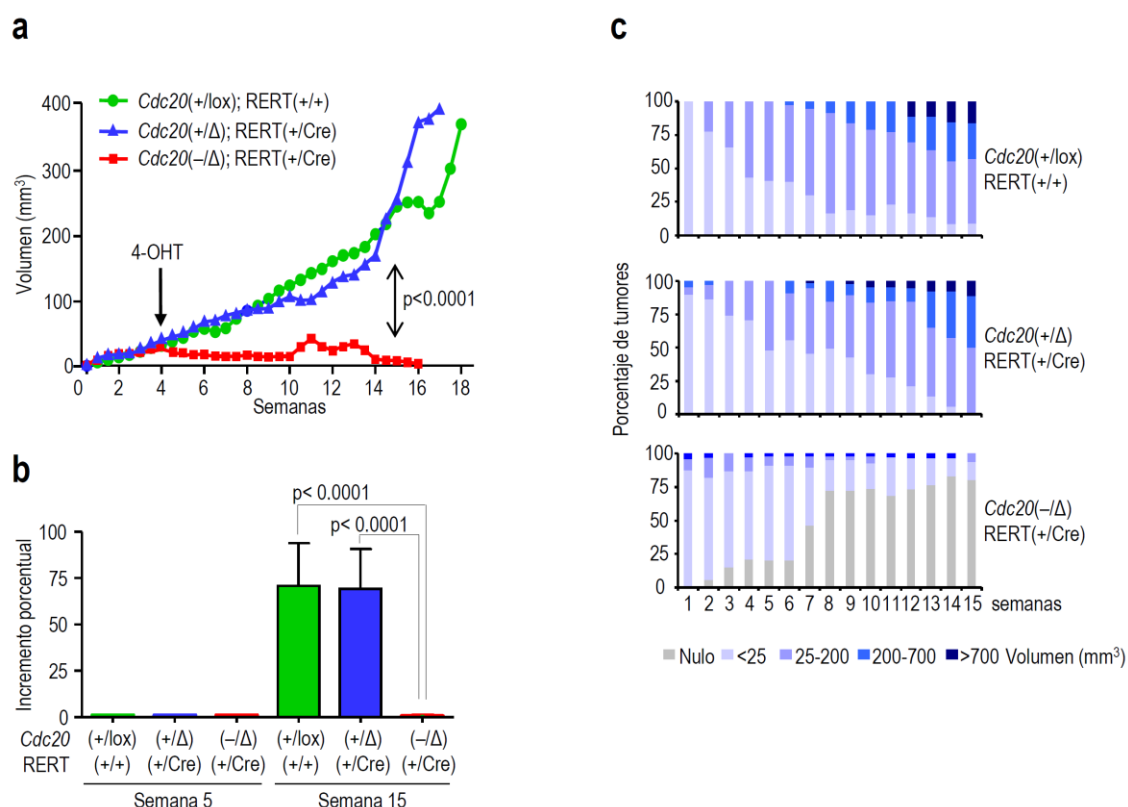 a
Cdc20(+/lox); RERT(+/+)
Cdc20(+/Δ); RERT(+/Cre)
Cdc20(–/Δ); RERT(+/Cre)
Volumen (mm³)
400
300
200
100
0
4-OHT
p<0.0001
0 2 4 6 8 10 12 14 16 18
Semanas
b
p< 0.0001
p< 0.0001
Incremento porcentual
100
75
50
25
0
Cdc20 (+/lox) (+/Δ) (–/Δ) (+/lox) (+/Δ) (–/Δ)
RERT (+/+) (+/Cre) (+/Cre) (+/+) (+/Cre) (+/Cre)
Semana 5 Semana 15
c
Porcentaje de tumores
100
75
50
25
0
Cdc20(+/lox)
RERT(+/+)
100
75
50
25
0
Cdc20(+/Δ)
RERT(+/Cre)
100
75
50
25
0
Cdc20(–/Δ)
RERT(+/Cre)
1 2 3 4 5 6 7 8 9 10 11 12 13 14 15 semanas
Nulo <25 25-200 200-700 >700 Volumen (mm³)